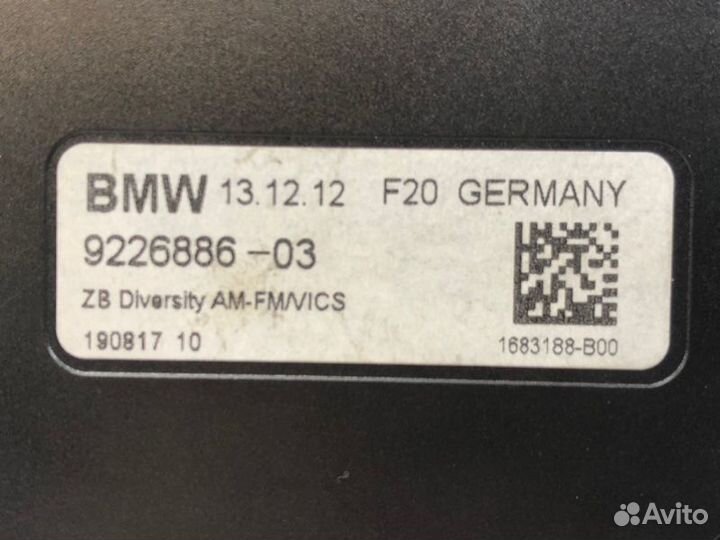 BMW 13.12.12 F20 GERMANY
9226886-03
ZB Diversity AM-FM/VICS
190817 10
1683188-B00
Avito